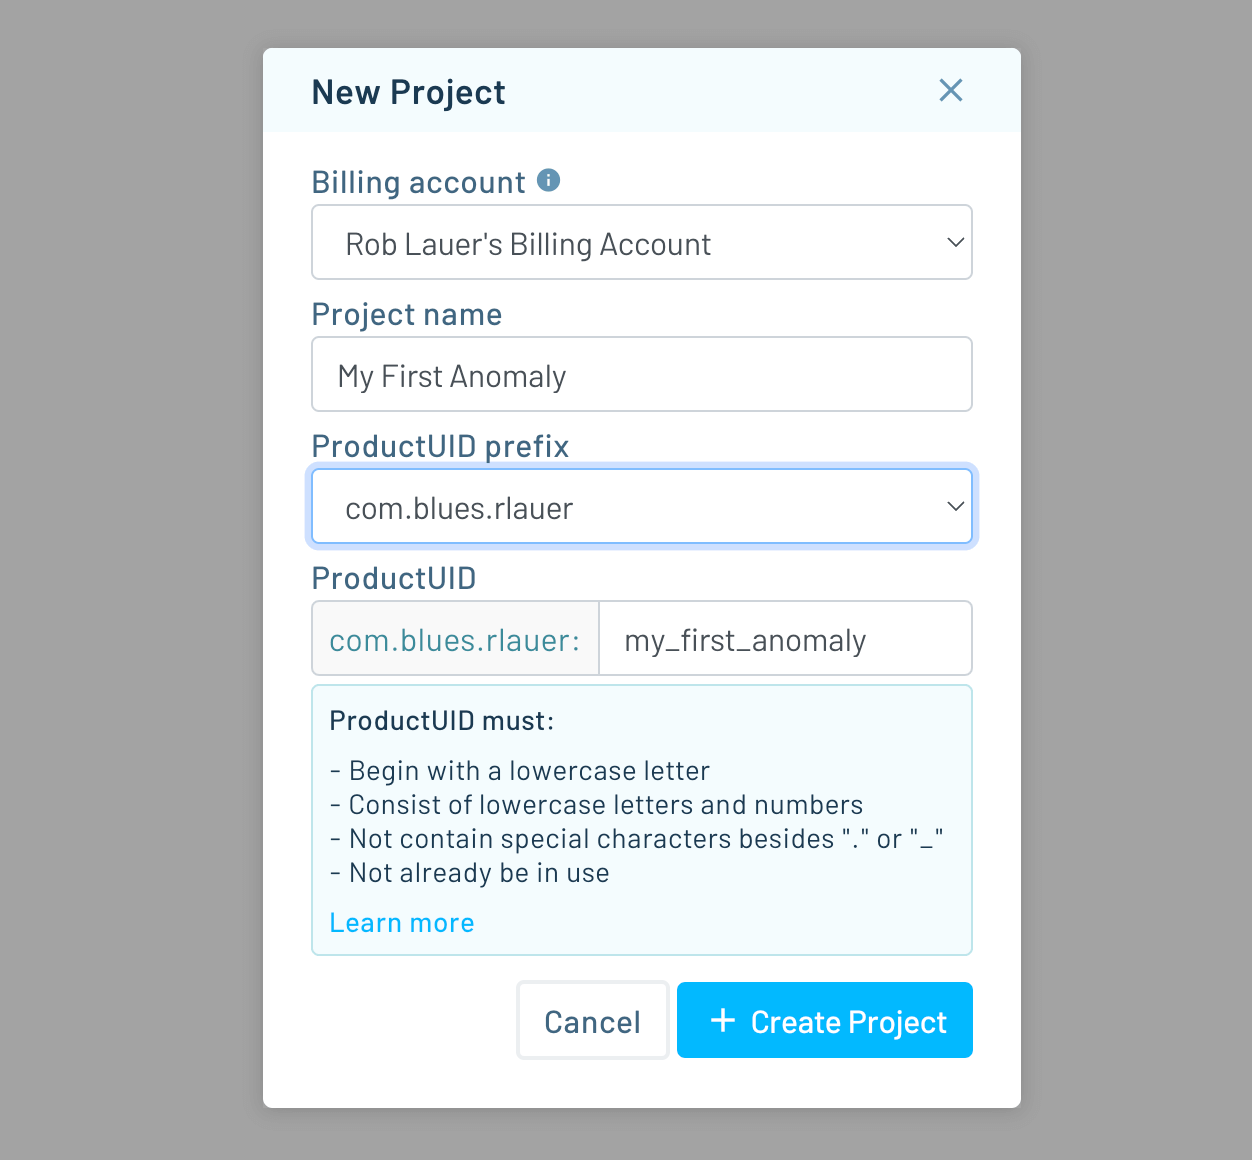 New Project
Billing account
Rob Lauer's Billing Account
Project name
My First Anomaly
ProductUID prefix
com.blues.rlauer
ProductUID
com.blues.rlauer: my_first_anomaly
ProductUID must:
- Begin with a lowercase letter
- Consist of lowercase letters and numbers
- Not contain special characters besides "." or "_"
- Not already be in use
Learn more
Cancel + Create Project